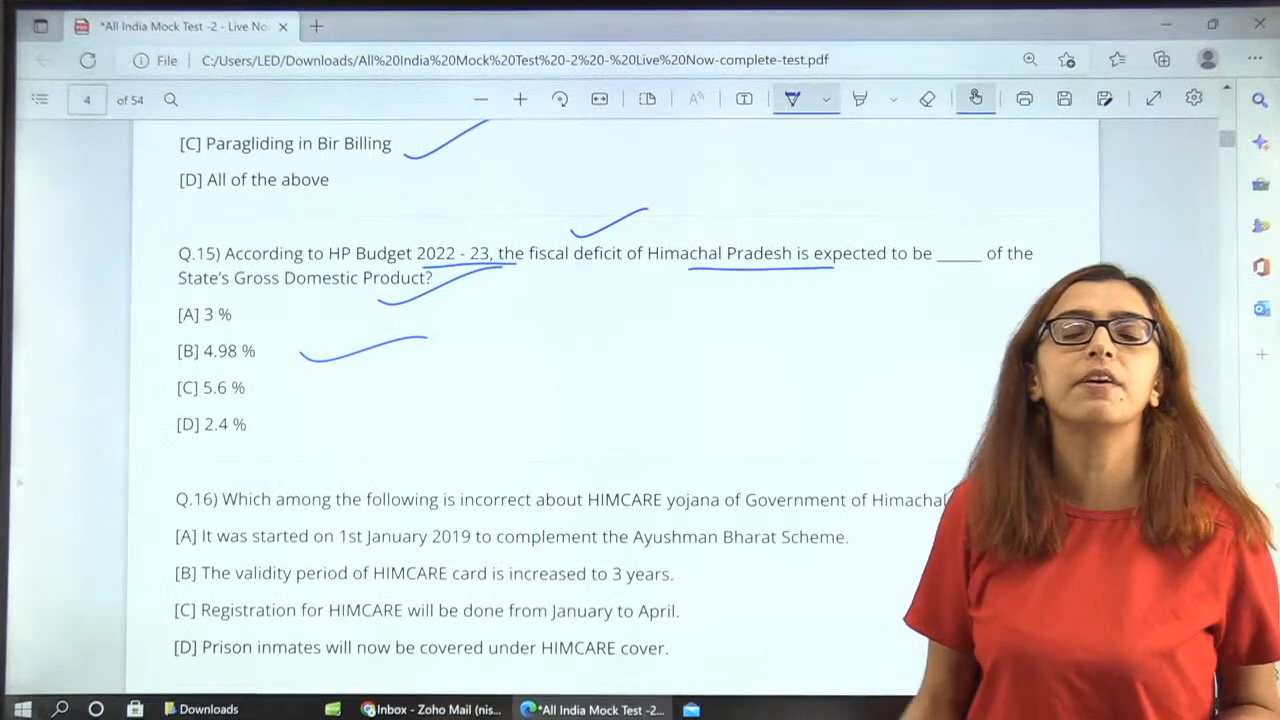 *All India Mock Test -2 - Live No
File
C:/Users/LED/Downloads/All%20India%20Mock%20Test%20-2%20-%20Live%20Now-complete-test.pdf
4 of 54
[C] Paragliding in Bir Billing
[D] All of the above
Q.15) According to HP Budget 2022 - 23, the fiscal deficit of Himachal Pradesh is expected to be _____ of the
State's Gross Domestic Product?
[A] 3 %
[B] 4.98 %
[C] 5.6 %
[D] 2.4 %
Q.16) Which among the following is incorrect about HIMCARE yojana of Government of Himachal
[A] It was started on 1st January 2019 to complement the Ayushman Bharat Scheme.
[B] The validity period of HIMCARE card is increased to 3 years.
[C] Registration for HIMCARE will be done from January to April.
[D] Prison inmates will now be covered under HIMCARE cover.
Downloads
Inbox - Zoho Mail (nis...
*All India Mock Test -2...